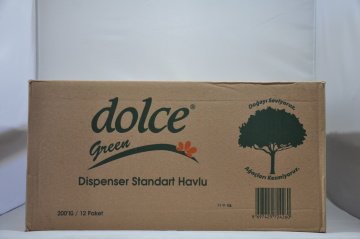 dolce®
Green
Dispenser Standart Havlu
200'lü / 12 Paket
Doğayı Seviyoruz,
Ağaçları Kesmiyoruz.